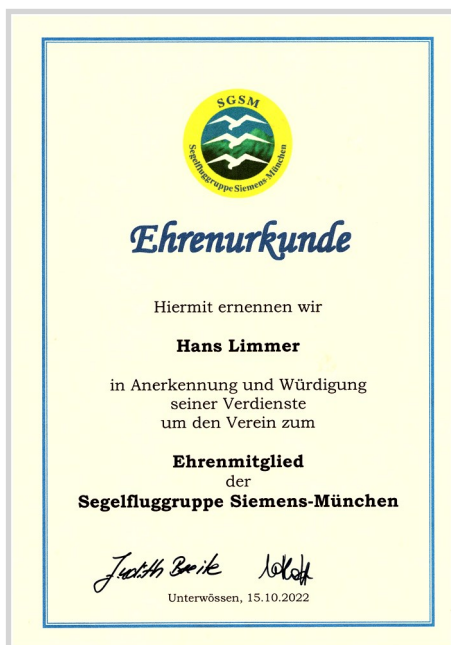 SGSM
Segelfluggruppe Siemens-München
Ehrenurkunde
Hiermit ernennen wir
Hans Limmer
in Anerkennung und Würdigung
seiner Verdienste
um den Verein zum
Ehrenmitglied
der
Segelfluggruppe Siemens-München
Judith
Unterwössen, 15.10.2022